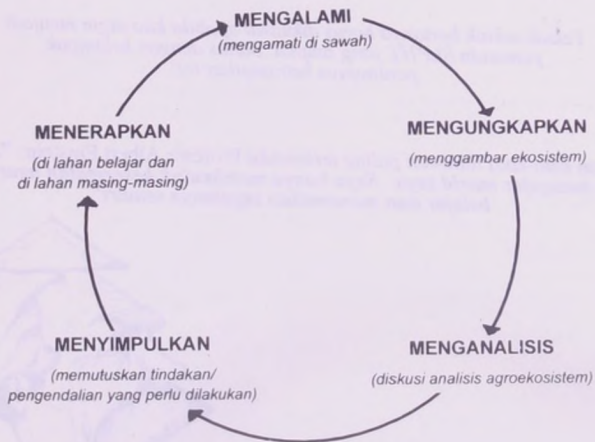 MENGALAMI
(mengamati di sawah)
MENGUNGKAPKAN
(menggambar ekosistem)
MENGANALISIS
(diskusi analisis agroekosistem)
MENYIMPULKAN
(memutuskan tindakan/
pengendalian yang perlu dilakukan)
MENERAPKAN
(di lahan belajar dan
di lahan masing-masing)